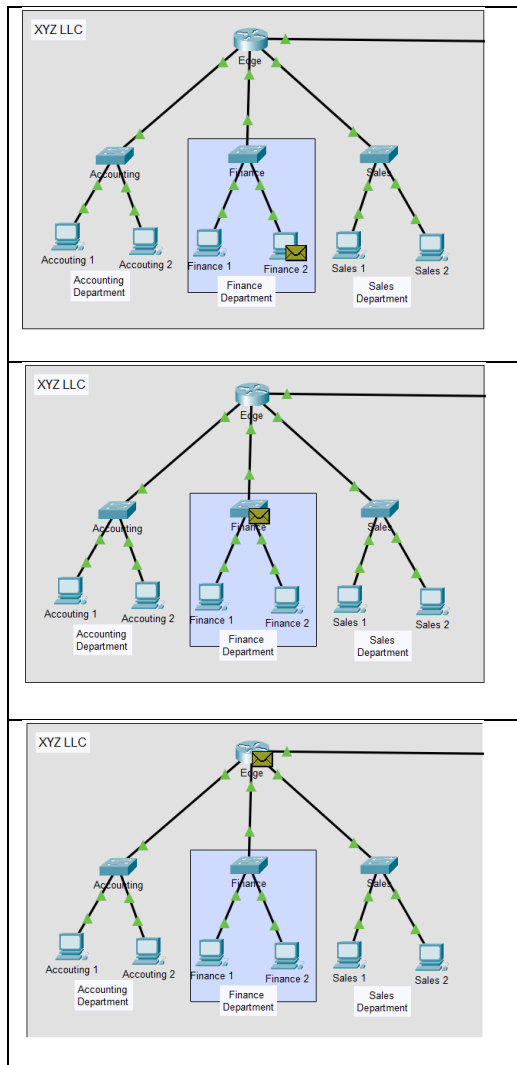 XYZ LLC
Edge
Accounting
Finance
Sales
Accouting 1
Accouting 2
Finance 1
Finance 2
Sales 1
Sales 2
Accounting
Department
Finance
Department
Sales
Department
XYZ LLC
Edge
Accounting
Finance
Sales
Accouting 1
Accouting 2
Finance 1
Finance 2
Sales 1
Sales 2
Accounting
Department
Finance
Department
Sales
Department
XYZ LLC
Edge
Accounting
Finance
Sales
Accouting 1
Accouting 2
Finance 1
Finance 2
Sales 1
Sales 2
Accounting
Department
Finance
Department
Sales
Department